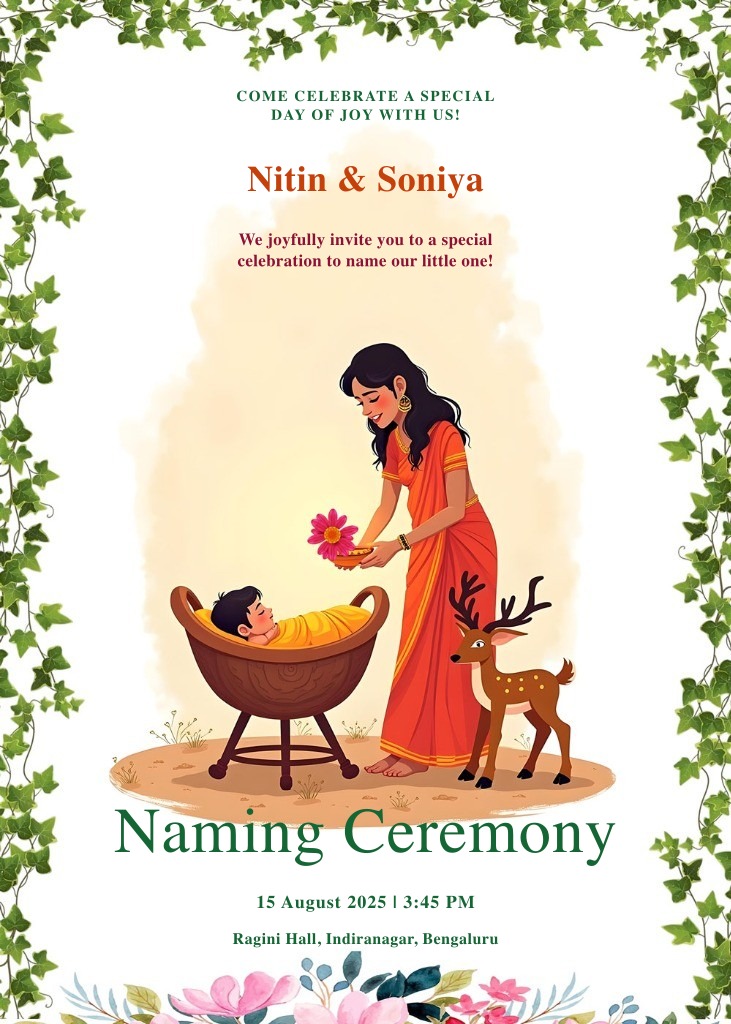 COME CELEBRATE A SPECIAL
DAY OF JOY WITH US!
Nitin & Soniya
We joyfully invite you to a special
celebration to name our little one!
Naming Ceremony
15 August 2025 | 3:45 PM
Ragini Hall, Indiranagar, Bengaluru